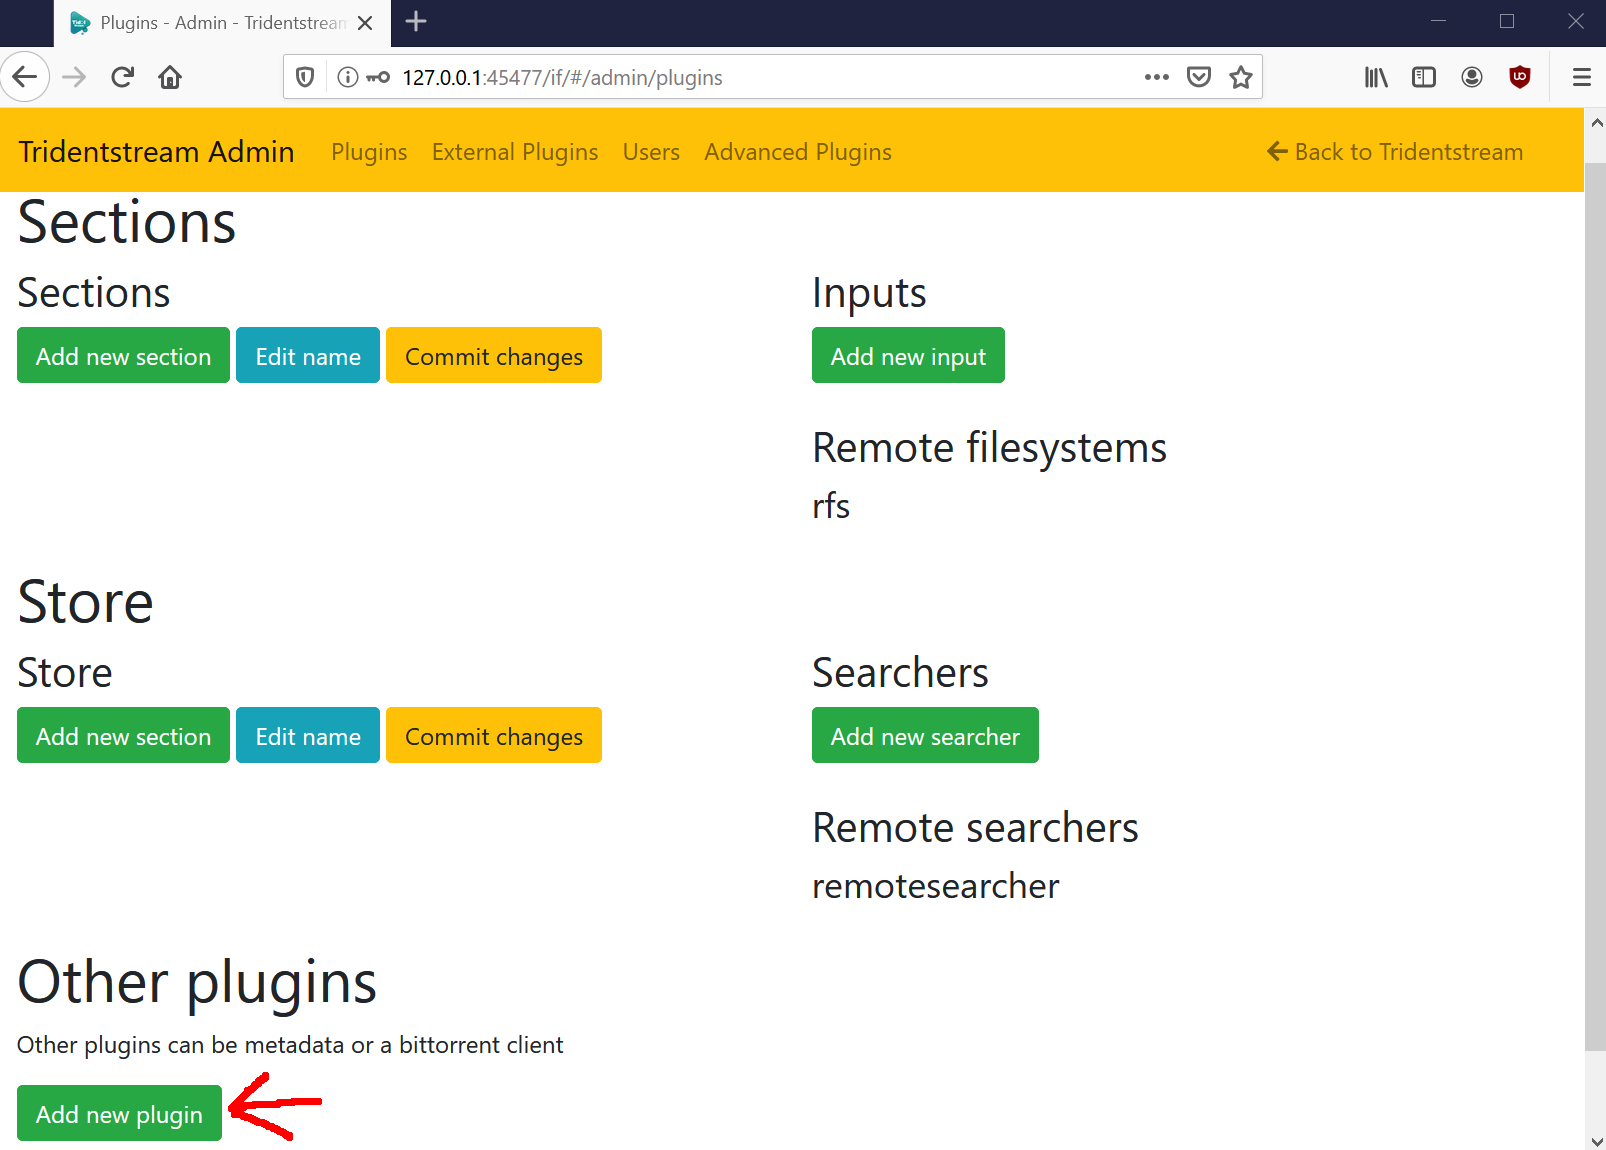 Plugins - Admin - Tridentstream
127.0.0.1:45477/if/#/admin/plugins
Tridentstream Admin Plugins External Plugins Users Advanced Plugins Back to Tridentstream
Sections
Sections
Add new section Edit name Commit changes
Inputs
Add new input
Remote filesystems
rfs
Store
Store
Add new section Edit name Commit changes
Searchers
Add new searcher
Remote searchers
remotesearcher
Other plugins
Other plugins can be metadata or a bittorrent client
Add new plugin